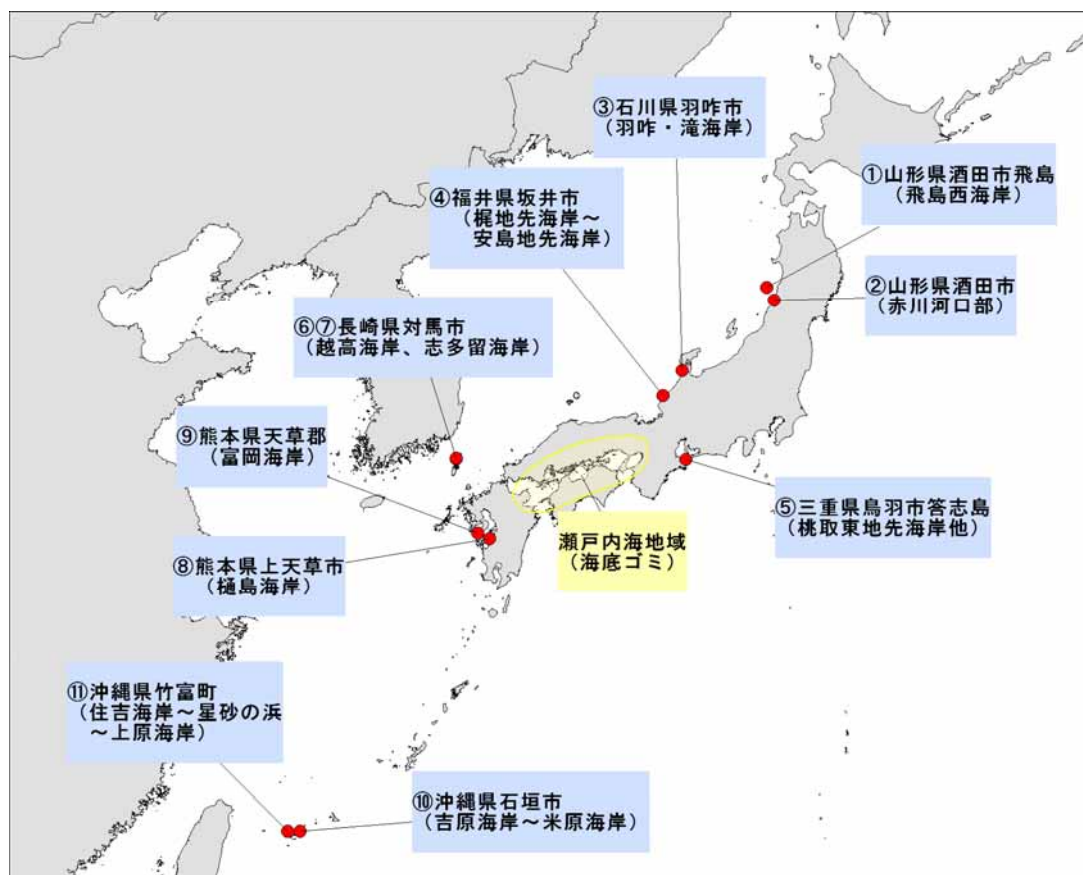 ③石川県羽咋市
(羽咋・滝海岸)
①山形県酒田市飛島
(飛島西海岸)
④福井県坂井市
(梶地先海岸～
安島地先海岸)
②山形県酒田市
(赤川河口部)
⑥⑦長崎県対馬市
(越高海岸、志多留海岸)
⑨熊本県天草郡
(富岡海岸)
⑤三重県鳥羽市答志島
(桃取東地先海岸他)
瀬戸内海地域
(海底ゴミ)
⑧熊本県上天草市
(樋島海岸)
⑪沖縄県竹富町
(住吉海岸～星砂の浜
～上原海岸)
⑩沖縄県石垣市
(吉原海岸～米原海岸)